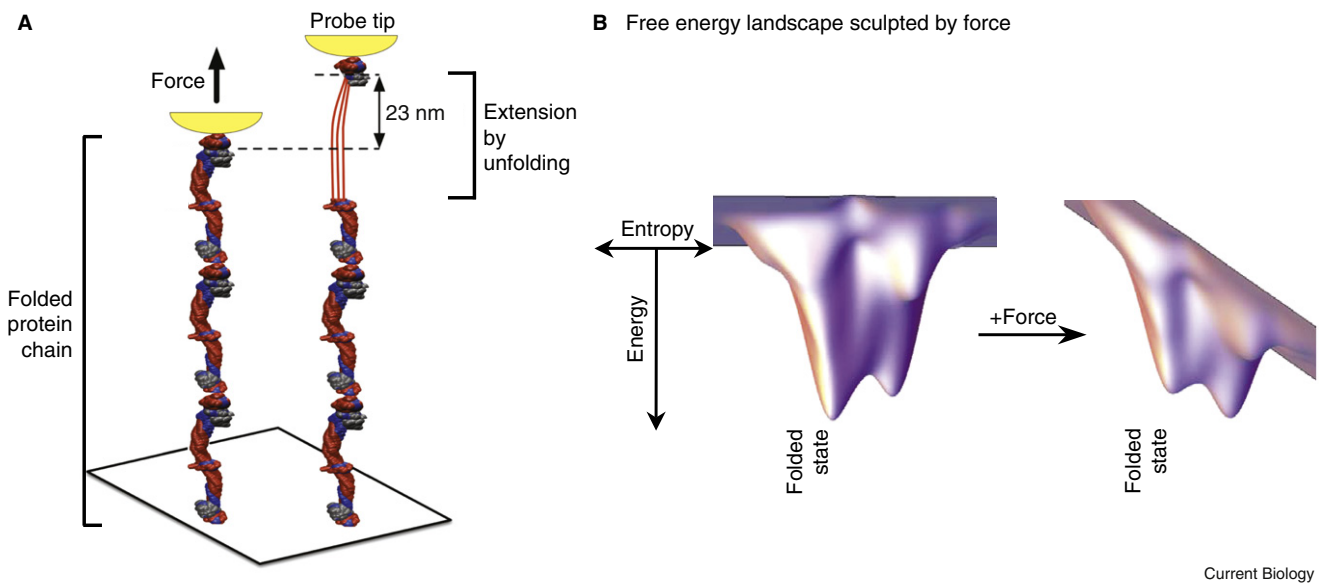 A
Probe tip
Force
23 nm
Extension
by
unfolding
Folded
protein
chain
B Free energy landscape sculpted by force
Entropy
Energy
+Force
Folded
state
Folded
state
Current Biology